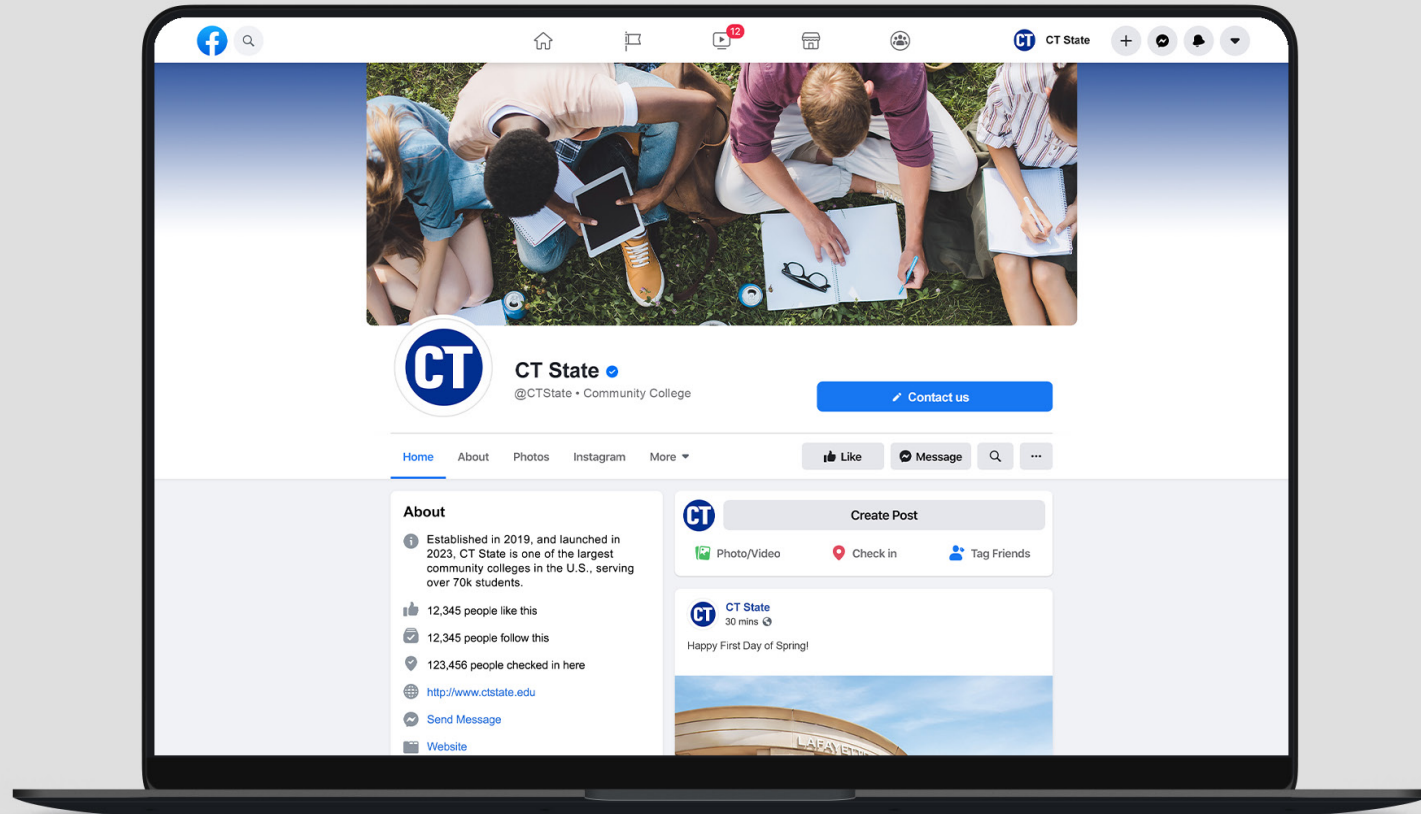 12
CT CT State
CT
CT State
@CTState • Community College
Contact us
Home About Photos Instagram More
Like Message
About
Established in 2019, and launched in
2023, CT State is one of the largest
community colleges in the U.S., serving
over 70k students.
12,345 people like this
12,345 people follow this
123,456 people checked in here
http://www.ctstate.edu
Send Message
Website
CT Create Post
Photo/Video Check in Tag Friends
CT CT State
30 mins
Happy First Day of Spring!